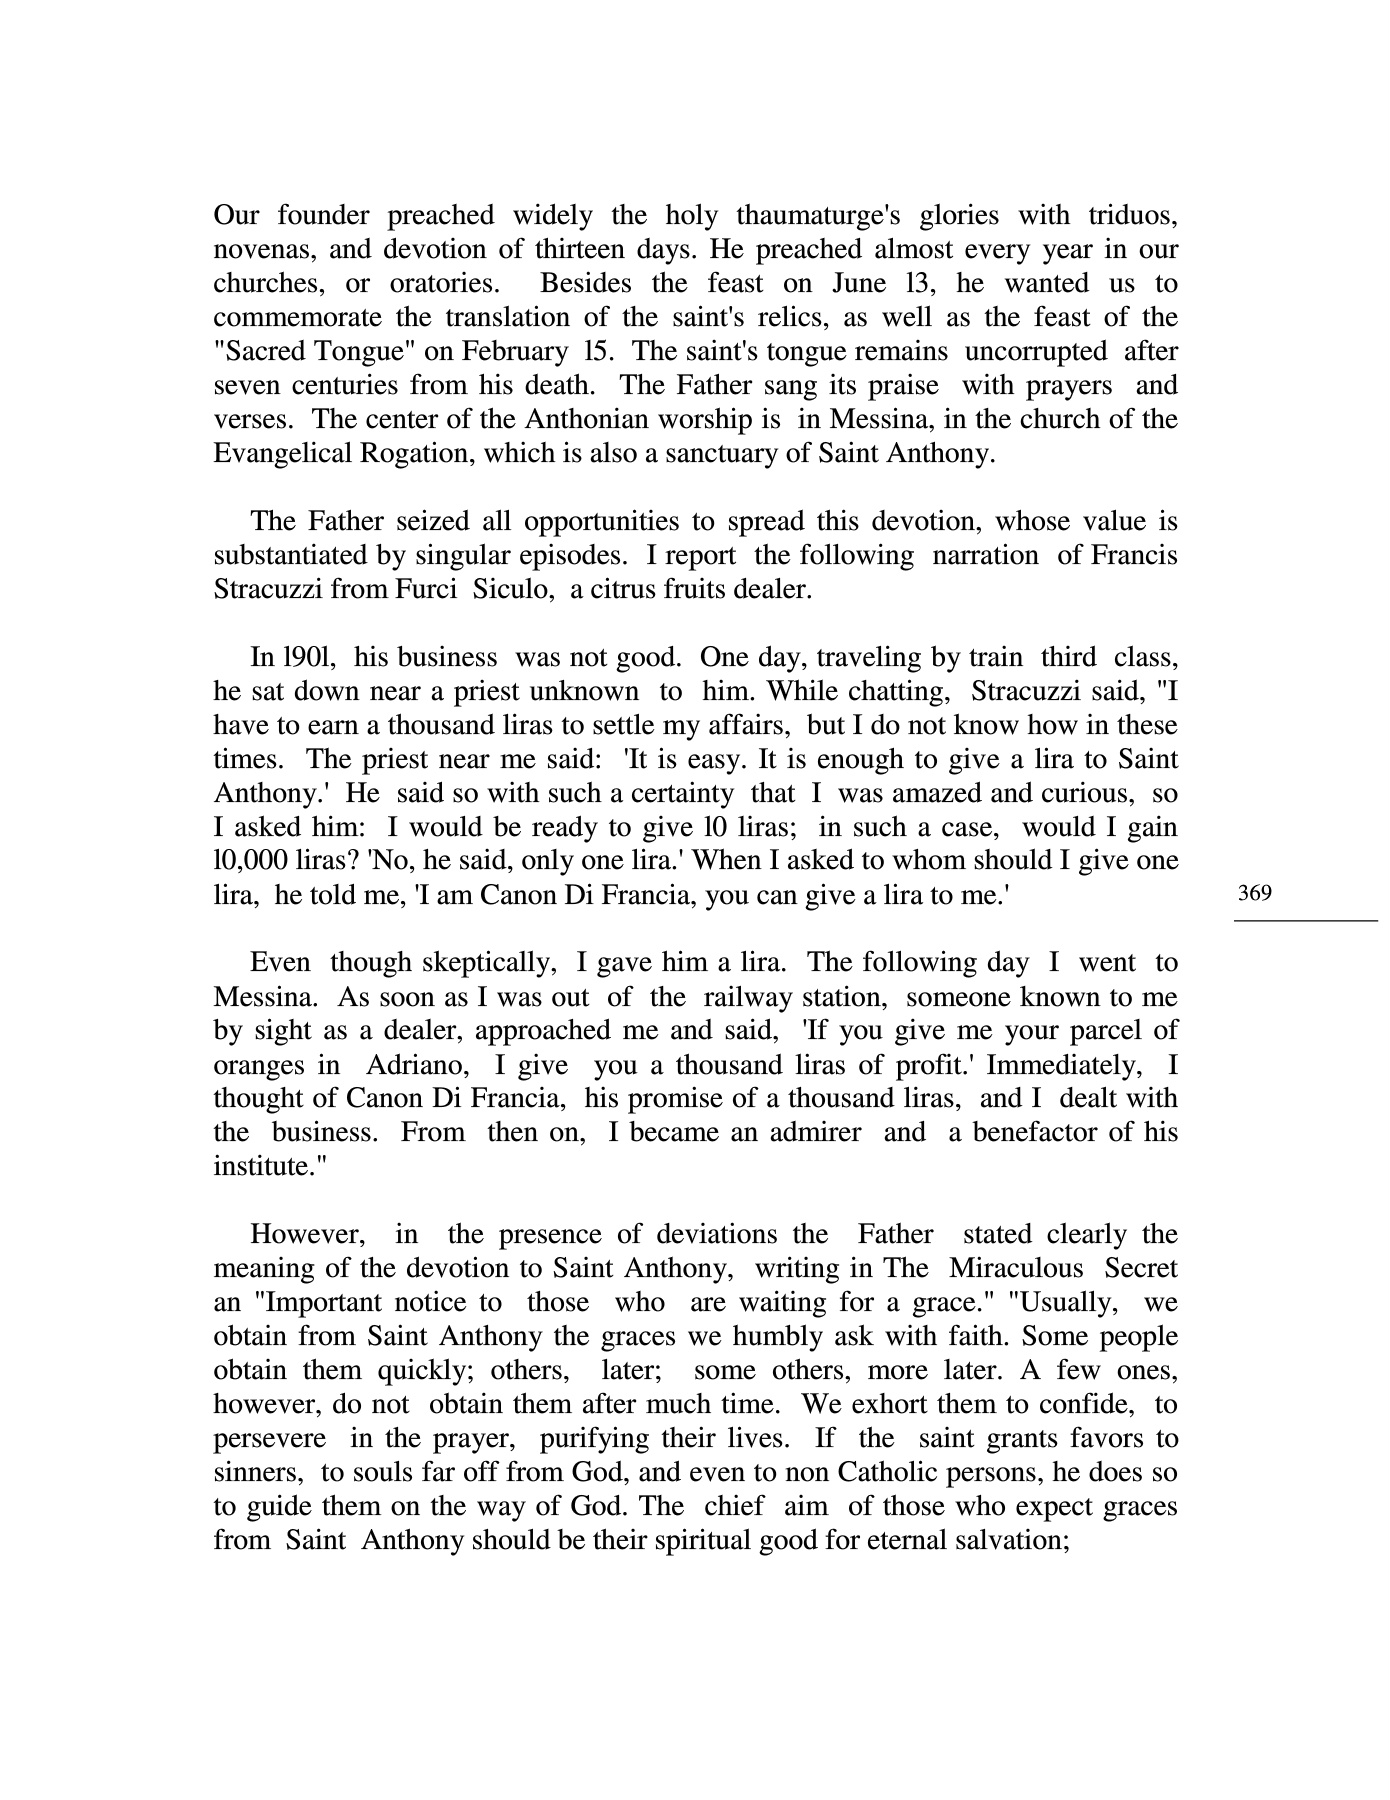 Our founder preached widely the holy thaumaturge's glories with triduos,
novenas, and devotion of thirteen days. He preached almost every year in our
churches, or oratories. Besides the feast on June l3, he wanted us to
commemorate the translation of the saint's relics, as well as the feast of the
"Sacred Tongue" on February l5. The saint's tongue remains uncorrupted after
seven centuries from his death. The Father sang its praise with prayers and
verses. The center of the Anthonian worship is in Messina, in the church of the
Evangelical Rogation, which is also a sanctuary of Saint Anthony.
The Father seized all opportunities to spread this devotion, whose value is
substantiated by singular episodes. I report the following narration of Francis
Stracuzzi from Furci Siculo, a citrus fruits dealer.
In l90l, his business was not good. One day, traveling by train third class,
he sat down near a priest unknown to him. While chatting, Stracuzzi said, "I
have to earn a thousand liras to settle my affairs, but I do not know how in these
times. The priest near me said: 'It is easy. It is enough to give a lira to Saint
Anthony.' He said so with such a certainty that I was amazed and curious, so
I asked him: I would be ready to give l0 liras; in such a case, would I gain
l0,000 liras? 'No, he said, only one lira.' When I asked to whom should I give one
lira, he told me, 'I am Canon Di Francia, you can give a lira to me.'
369
Even though skeptically, I gave him a lira. The following day I went to
Messina. As soon as I was out of the railway station, someone known to me
by sight as a dealer, approached me and said, 'If you give me your parcel of
oranges in Adriano, I give you a thousand liras of profit.' Immediately, I
thought of Canon Di Francia, his promise of a thousand liras, and I dealt with
the business. From then on, I became an admirer and a benefactor of his
institute."
However, in the presence of deviations the Father stated clearly the
meaning of the devotion to Saint Anthony, writing in The Miraculous Secret
an "Important notice to those who are waiting for a grace." "Usually, we
obtain from Saint Anthony the graces we humbly ask with faith. Some people
obtain them quickly; others, later; some others, more later. A few ones,
however, do not obtain them after much time. We exhort them to confide, to
persevere in the prayer, purifying their lives. If the saint grants favors to
sinners, to souls far off from God, and even to non Catholic persons, he does so
to guide them on the way of God. The chief aim of those who expect graces
from Saint Anthony should be their spiritual good for eternal salvation;